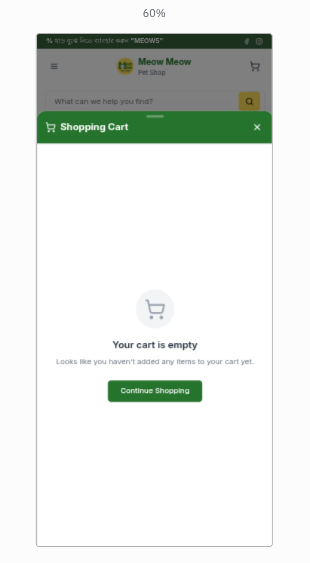 60%
"MEOW5"
Meow Meow
Pet Shop
What can we help you find?
Shopping Cart
Your cart is empty
Looks like you haven't added any items to your cart yet.
Continue Shopping